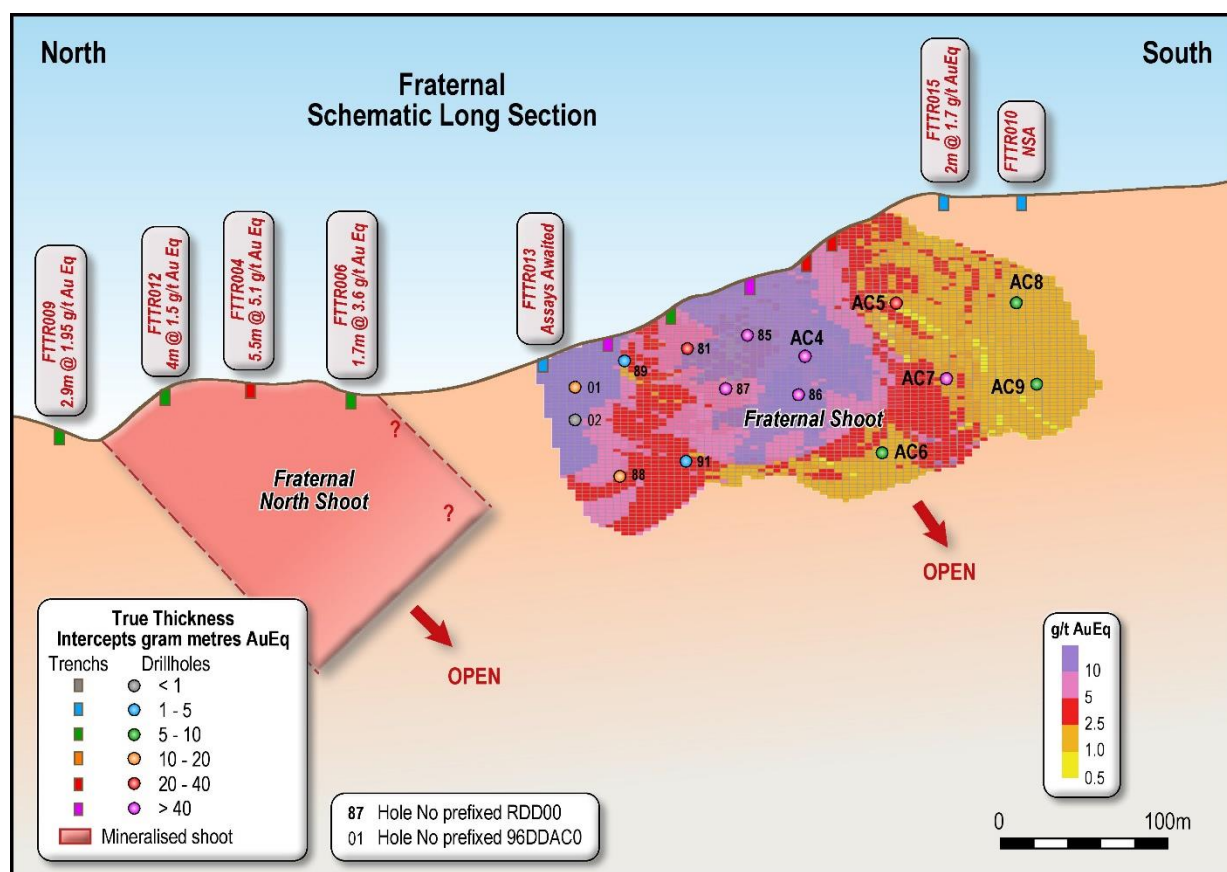 North
South
Fraternal
Schematic Long Section
FTTR009
2.9m @ 1.95 g/t Au Eq
FTTR012
4m @ 1.5 g/t Au Eq
FTTR004
5.5m @ 5.1 g/t Au Eq
FTTR006
1.7m @ 3.6 g/t Au Eq
FTTR013
Assays Awaited
FTTR015
2m @ 1.7 g/t AuEq
FTTR010
NSA
01
02
89
88
81
91
85
87
AC4
86
AC5
AC6
AC7
AC8
AC9
Fraternal Shoot
Fraternal
North Shoot
?
?
OPEN
OPEN
True Thickness
Intercepts gram metres AuEq
Trenchs Drillholes
< 1
1 - 5
5 - 10
10 - 20
20 - 40
> 40
Mineralised shoot
87 Hole No prefixed RDD00
01 Hole No prefixed 96DDAC0
g/t AuEq
10
5
2.5
1.0
0.5
0 100m